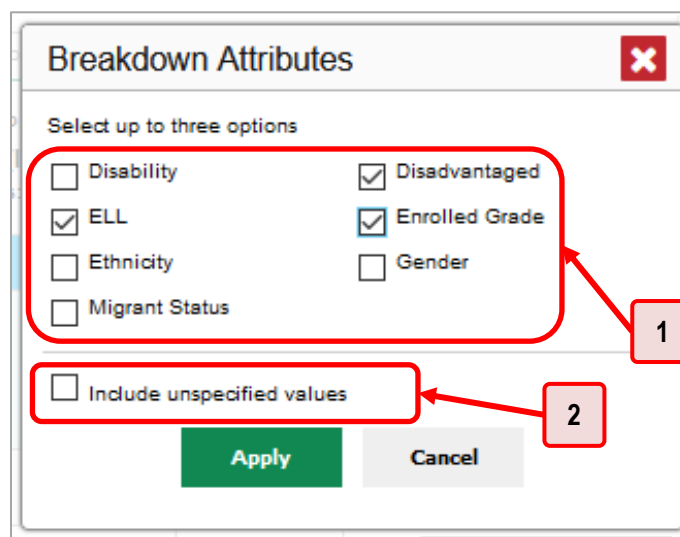 Breakdown Attributes
Select up to three options
Disability
Disadvantaged
ELL
Enrolled Grade
Ethnicity
Gender
Migrant Status
1
Include unspecified values
2
Apply
Cancel